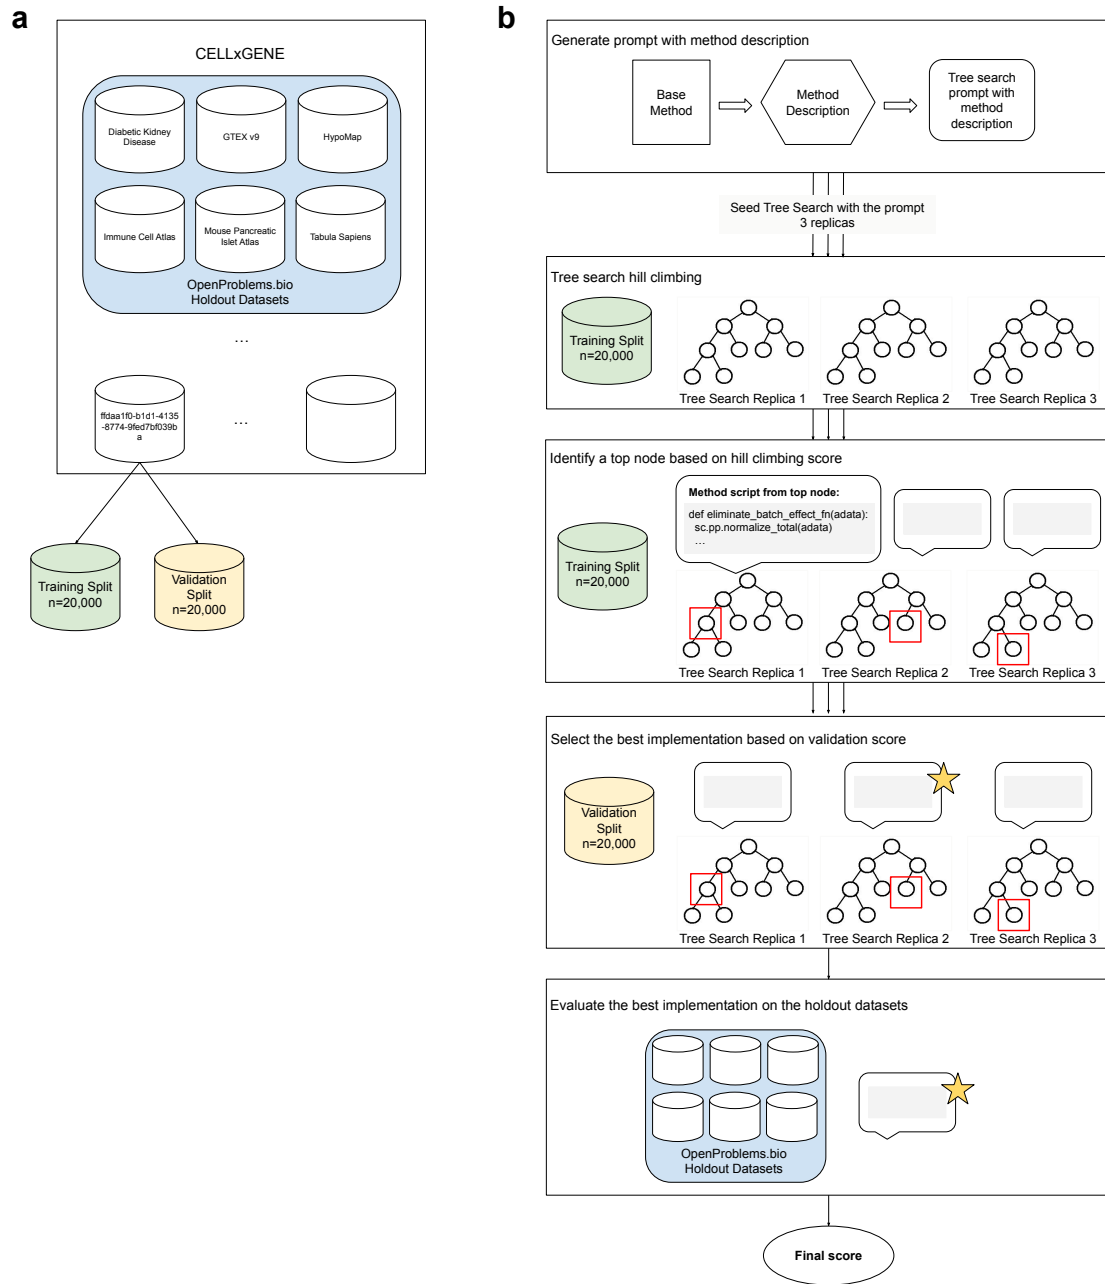 a
CELLxGENE
Diabetic Kidney
Disease
GTEX v9
HypoMap
Immune Cell Atlas
Mouse Pancreatic
Islet Atlas
Tabula Sapiens
OpenProblems.bio
Holdout Datasets
...
ffdaa1f0-b1d1-4135
-8774-9fed7bf039b
a
...
Training Split
n=20,000
Validation
Split
n=20,000
b
Generate prompt with method description
Base
Method
Method
Description
Tree search
prompt with
method
description
Seed Tree Search with the prompt
3 replicas
Tree search hill climbing
Training Split
n=20,000
Tree Search Replica 1
Tree Search Replica 2
Tree Search Replica 3
Identify a top node based on hill climbing score
Method script from top node:
def eliminate_batch_effect_fn(adata):
sc.pp.normalize_total(adata)
...
Training Split
n=20,000
Tree Search Replica 1
Tree Search Replica 2
Tree Search Replica 3
Select the best implementation based on validation score
Validation
Split
n=20,000
Tree Search Replica 1
Tree Search Replica 2
Tree Search Replica 3
Evaluate the best implementation on the holdout datasets
OpenProblems.bio
Holdout Datasets
Final score